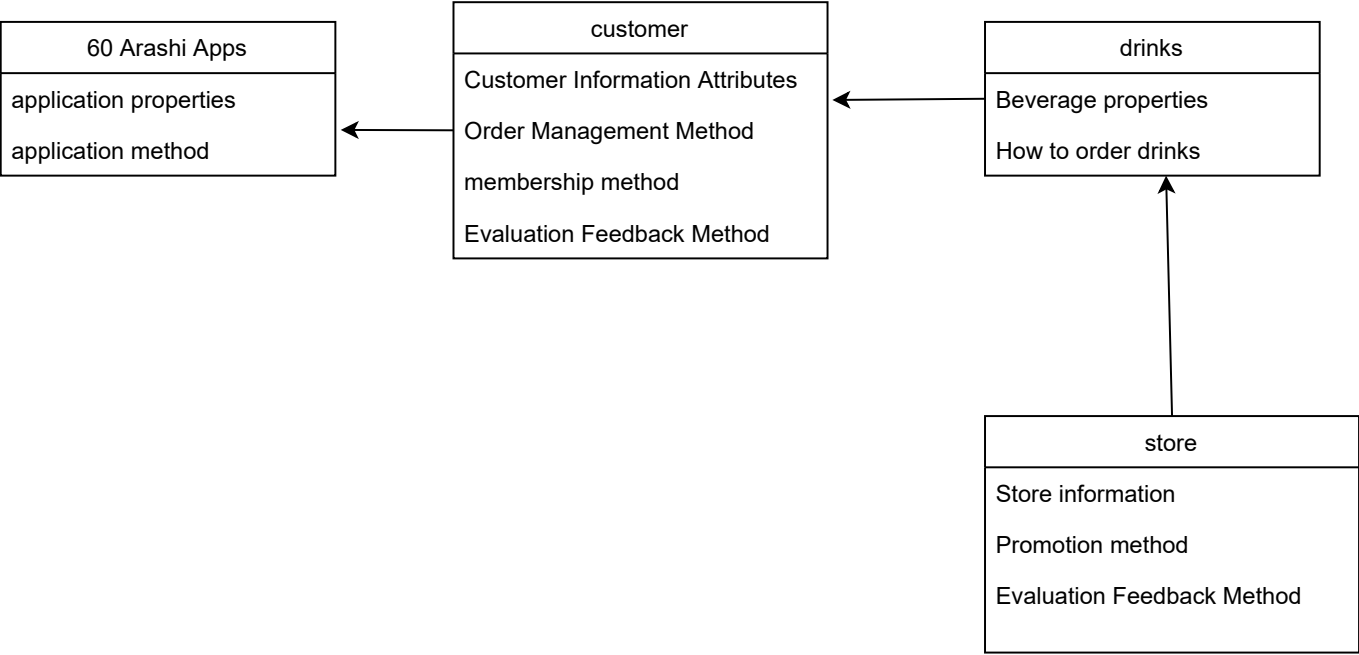 60 Arashi Apps
application properties
application method
customer
Customer Information Attributes
Order Management Method
membership method
Evaluation Feedback Method
drinks
Beverage properties
How to order drinks
store
Store information
Promotion method
Evaluation Feedback Method